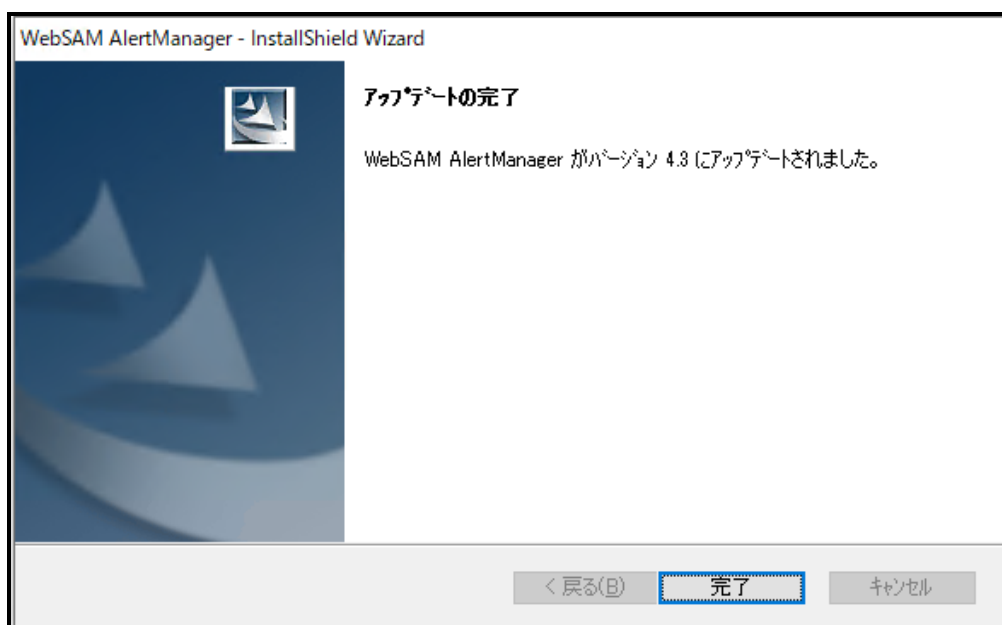 WebSAM AlertManager - InstallShield Wizard
ｱｯﾌﾟﾃﾞｰﾄの完了
WebSAM AlertManager がﾊﾞｰｼﾞｮﾝ 4.3 にｱｯﾌﾟﾃﾞｰﾄされました。
< 戻る(B)
完了
ｷｬﾝｾﾙ